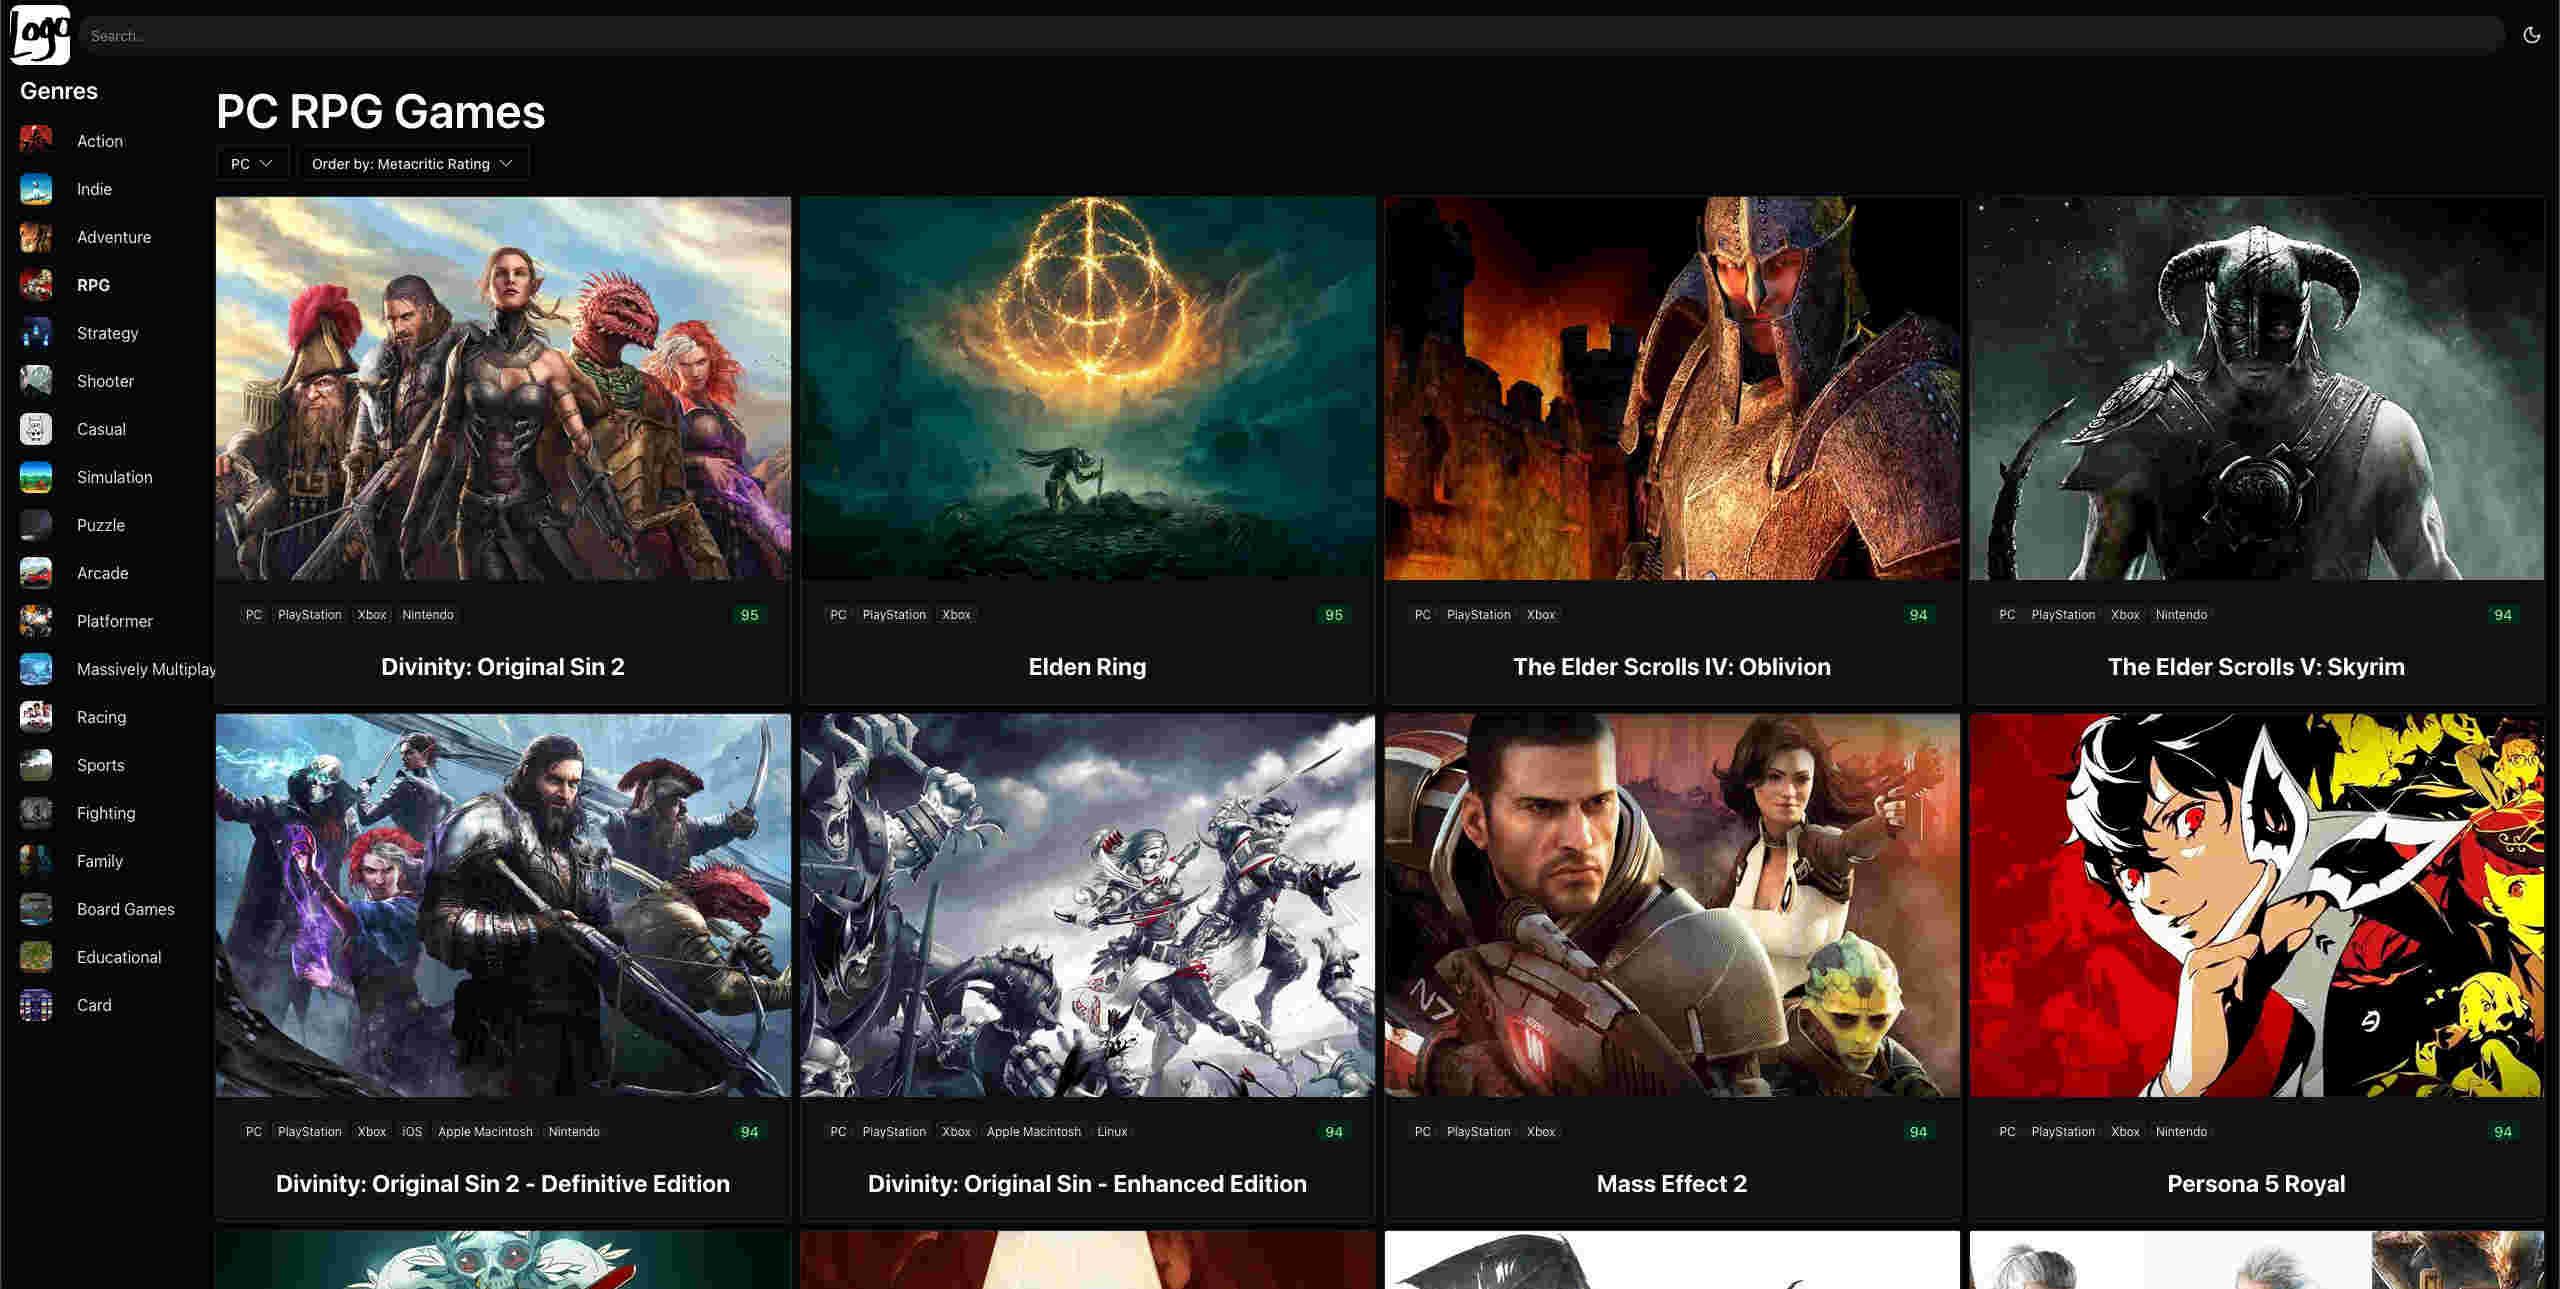 Logo
Search...
Genres
Action
Indie
Adventure
RPG
Strategy
Shooter
Casual
Simulation
Puzzle
Arcade
Platformer
Massively Multiplay
Racing
Sports
Fighting
Family
Board Games
Educational
Card
PC RPG Games
PC Order by: Metacritic Rating
PC PlayStation Xbox Nintendo 95
Divinity: Original Sin 2
PC PlayStation Xbox 95
Elden Ring
PC PlayStation Xbox 94
The Elder Scrolls IV: Oblivion
PC PlayStation Xbox Nintendo 94
The Elder Scrolls V: Skyrim
N7
PC PlayStation Xbox iOS Apple Macintosh Nintendo 94
Divinity: Original Sin 2 - Definitive Edition
PC PlayStation Xbox Apple Macintosh Linux 94
Divinity: Original Sin - Enhanced Edition
PC PlayStation Xbox 94
Mass Effect 2
PC PlayStation Xbox Nintendo 94
Persona 5 Royal